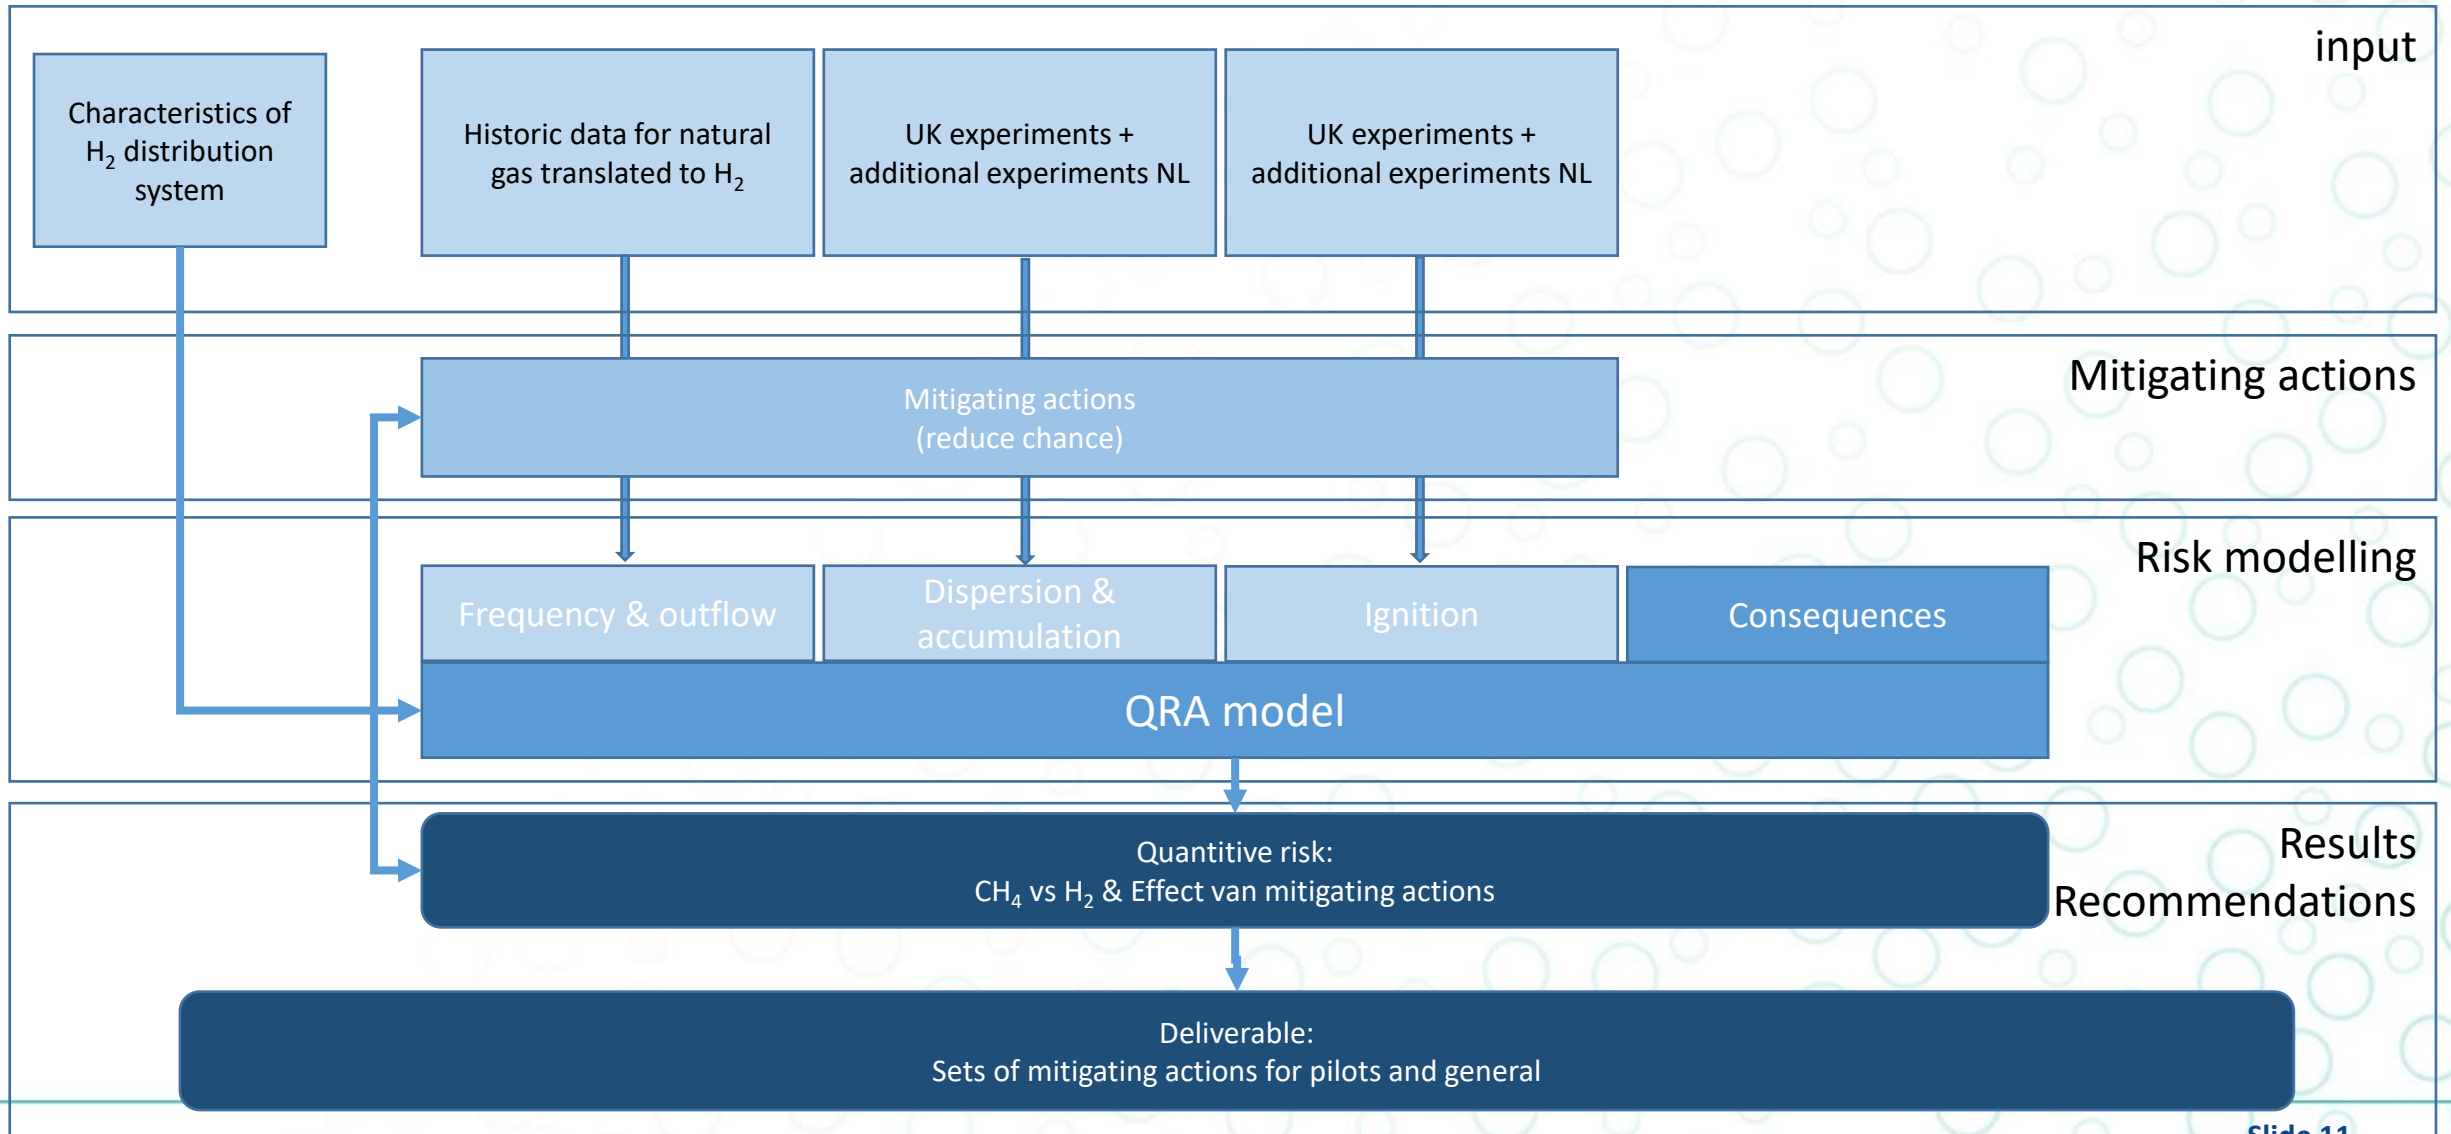 input
Characteristics of
H₂ distribution
system
Historic data for natural
gas translated to H₂
UK experiments +
additional experiments NL
UK experiments +
additional experiments NL
Mitigating actions
Mitigating actions
(reduce chance)
Risk modelling
Frequency & outflow
Dispersion &
accumulation
Ignition
Consequences
QRA model
Results
Recommendations
Quantitive risk:
CH₄ vs H₂ & Effect van mitigating actions
Deliverable:
Sets of mitigating actions for pilots and general
Slide 11